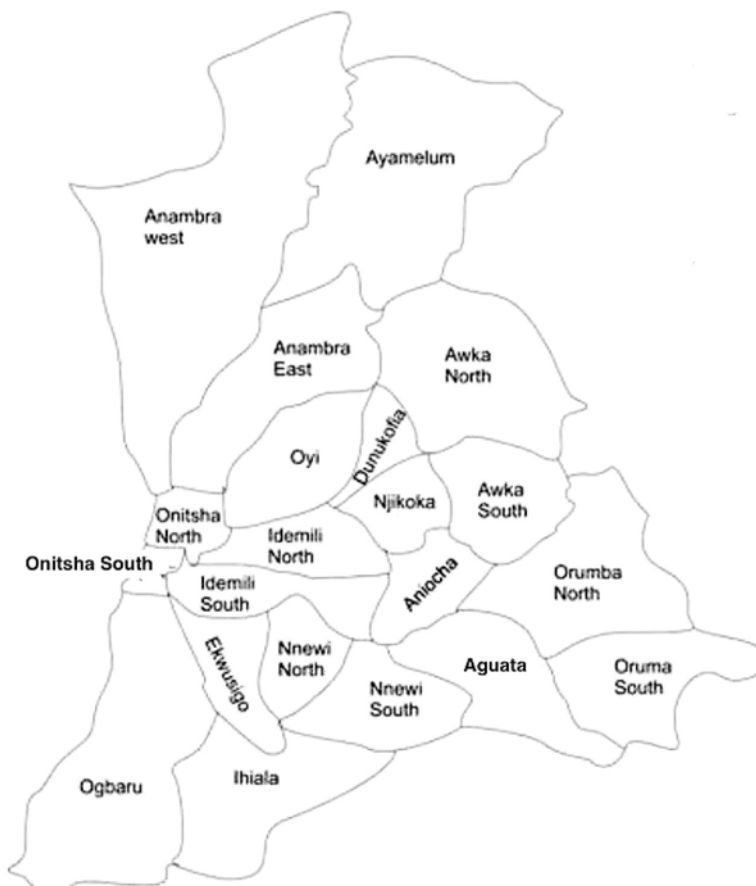 Ayamelum
Anambra
west
Anambra
East
Awka
North
Oyi
Dunukofia
Njikoka
Awka
South
Onitsha
North
Idemili
North
Onitsha South
Idemili
South
Aniocha
Orumba
North
Ekwusigo
Nnewi
North
Nnewi
South
Aguata
Oruma
South
Ogbaru
Ihiala